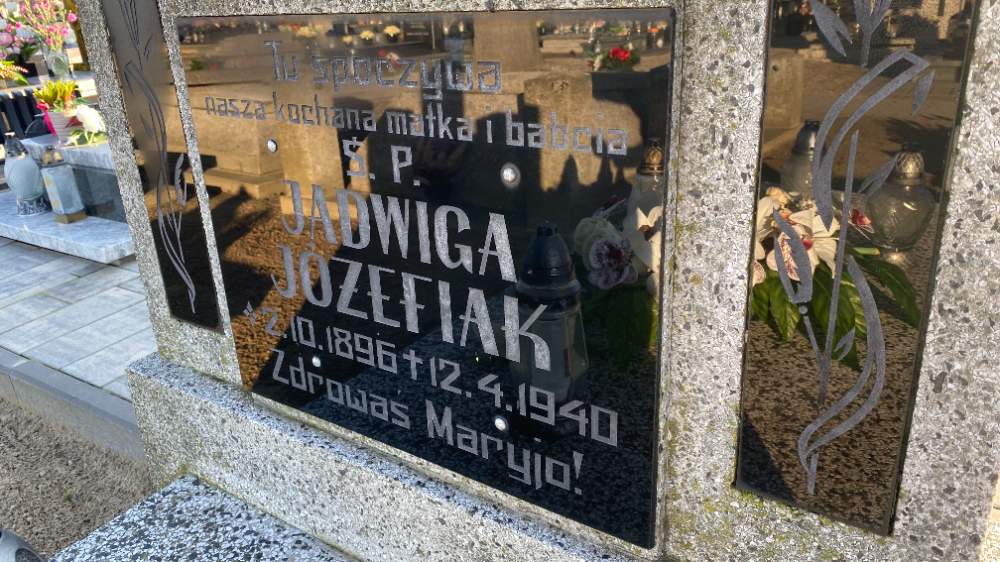 Tu spoczywa
nasza kochana matka i babcia
Ś. P.
JADWIGA
JÓZEFIAK
* 2.10.1896 † 12.4.1940
Zdrowaś Maryjo!